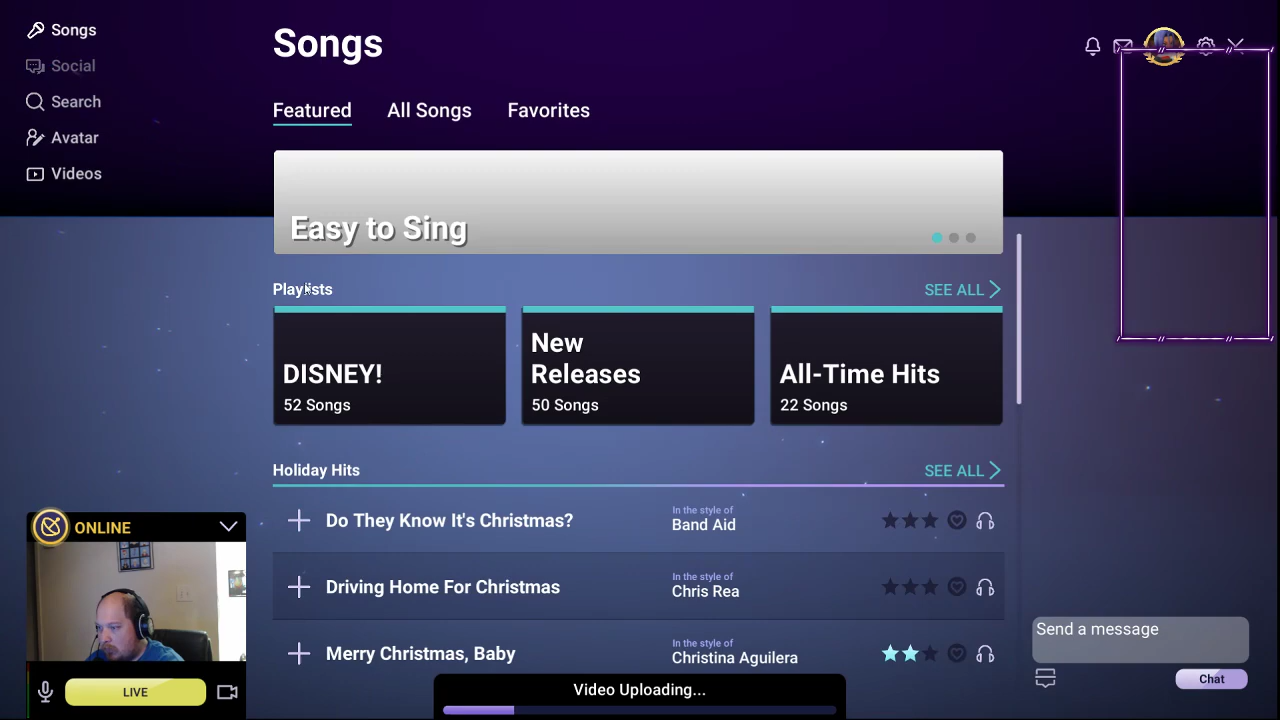 Songs
Social
Search
Avatar
Videos
Songs
Featured
All Songs
Favorites
Easy to Sing
Playlists
SEE ALL
DISNEY!
52 Songs
New
Releases
50 Songs
All-Time Hits
22 Songs
Holiday Hits
SEE ALL
Do They Know It's Christmas?
In the style of
Band Aid
Driving Home For Christmas
In the style of
Chris Rea
Merry Christmas, Baby
In the style of
Christina Aguilera
ONLINE
LIVE
Video Uploading...
Send a message
Chat